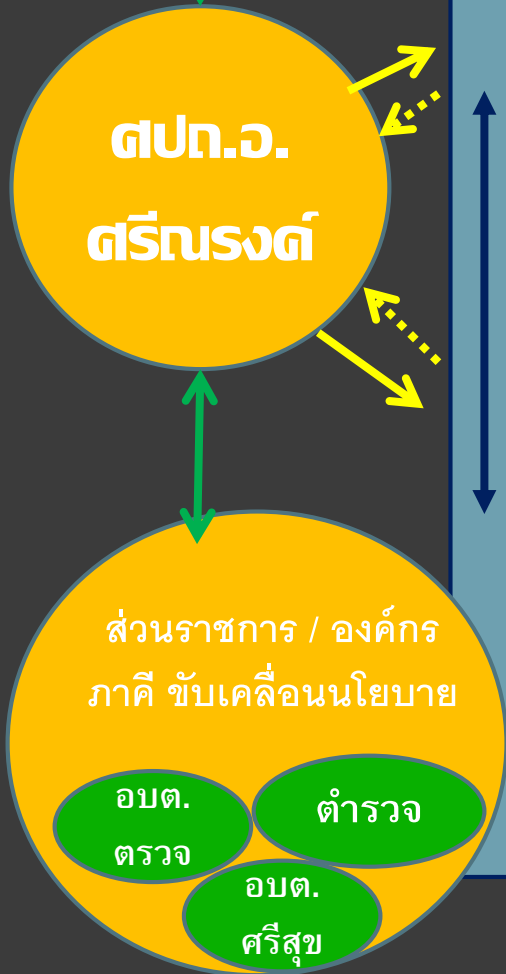 ศปถ.อ.
ศรีณรงค์
ส่วนราชการ / องค์กร
ภาคี ขับเคลื่อนนโยบาย
อบต.
ตรวจ
ตำรวจ
อบต.
ศรีสุข